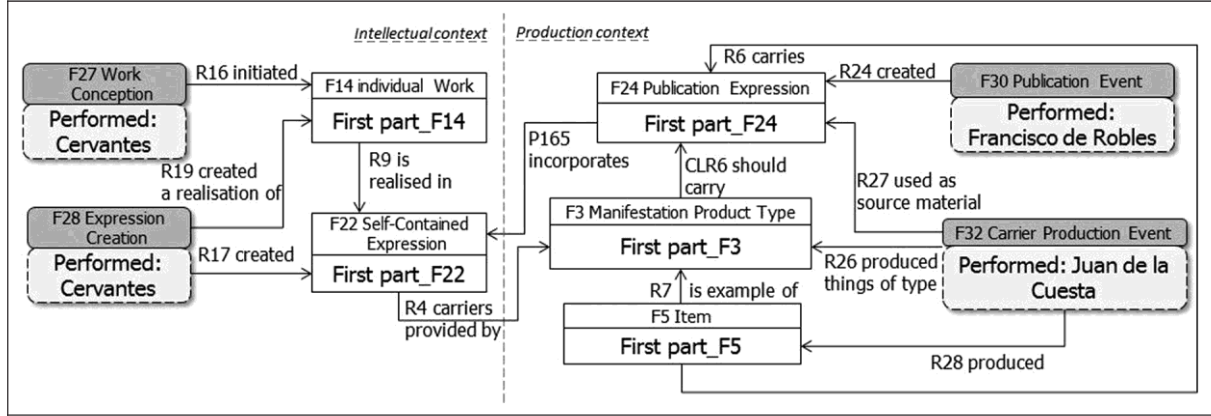 Intellectual context
Production context
F27 Work
Conception
Performed:
Cervantes
R16 initiated
F14 individual Work
First part_F14
R19 created
a realisation of
R9 is
realised in
F28 Expression
Creation
Performed:
Cervantes
R17 created
F22 Self-Contained
Expression
First part_F22
R4 carriers
provided by
P165
incorporates
R6 carries
F24 Publication Expression
First part_F24
R24 created
F30 Publication Event
Performed:
Francisco de Robles
CLR6 should
carry
R27 used as
source material
F3 Manifestation Product Type
First part_F3
F32 Carrier Production Event
Performed: Juan de la
Cuesta
R26 produced
things of type
R7 is example of
F5 Item
First part_F5
R28 produced